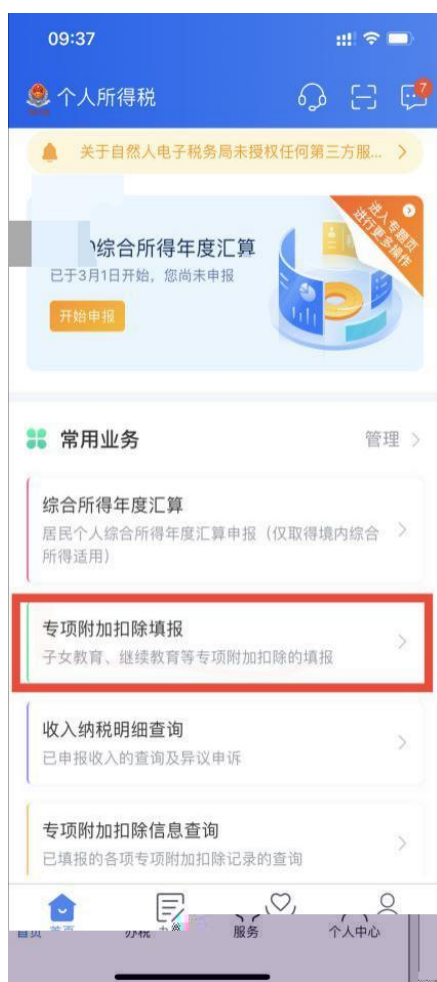 09:37
个人所得税
7
关于自然人电子税务局未授权任何第三方服...
综合所得年度汇算
进入专题页
进行更多操作
已于3月1日开始，您尚未申报
开始申报
常用业务
管理
综合所得年度汇算
居民个人综合所得年度汇算申报（仅取得境内综合
所得适用）
专项附加扣除填报
子女教育、继续教育等专项附加扣除的填报
收入纳税明细查询
已申报收入的查询及异议申诉
专项附加扣除信息查询
已填报的各项专项附加扣除记录的查询
首页
办税
服务
个人中心